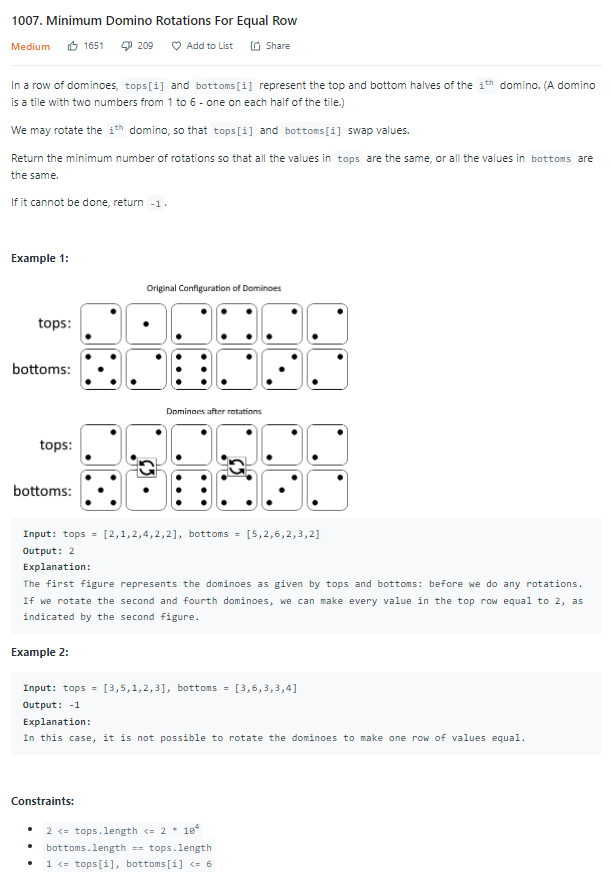 1007. Minimum Domino Rotations For Equal Row
Medium 1651 209 Add to List Share
In a row of dominoes, tops[i] and bottoms[i] represent the top and bottom halves of the ith domino. (A domino
is a tile with two numbers from 1 to 6 - one on each half of the tile.)
We may rotate the ith domino, so that tops[i] and bottoms[i] swap values.
Return the minimum number of rotations so that all the values in tops are the same, or all the values in bottoms are
the same.
If it cannot be done, return -1.
Example 1:
Original Configuration of Dominoes
tops:
bottoms:
Dominoes after rotations
tops:
bottoms:
Input: tops = [2,1,2,4,2,2], bottoms = [5,2,6,2,3,2]
Output: 2
Explanation:
The first figure represents the dominoes as given by tops and bottoms: before we do any rotations.
If we rotate the second and fourth dominoes, we can make every value in the top row equal to 2, as
indicated by the second figure.
Example 2:
Input: tops = [3,5,1,2,3], bottoms = [3,6,3,3,4]
Output: -1
Explanation:
In this case, it is not possible to rotate the dominoes to make one row of values equal.
Constraints:
• 2 <= tops.length <= 2 * 10⁴
• bottoms.length == tops.length
• 1 <= tops[i], bottoms[i] <= 6